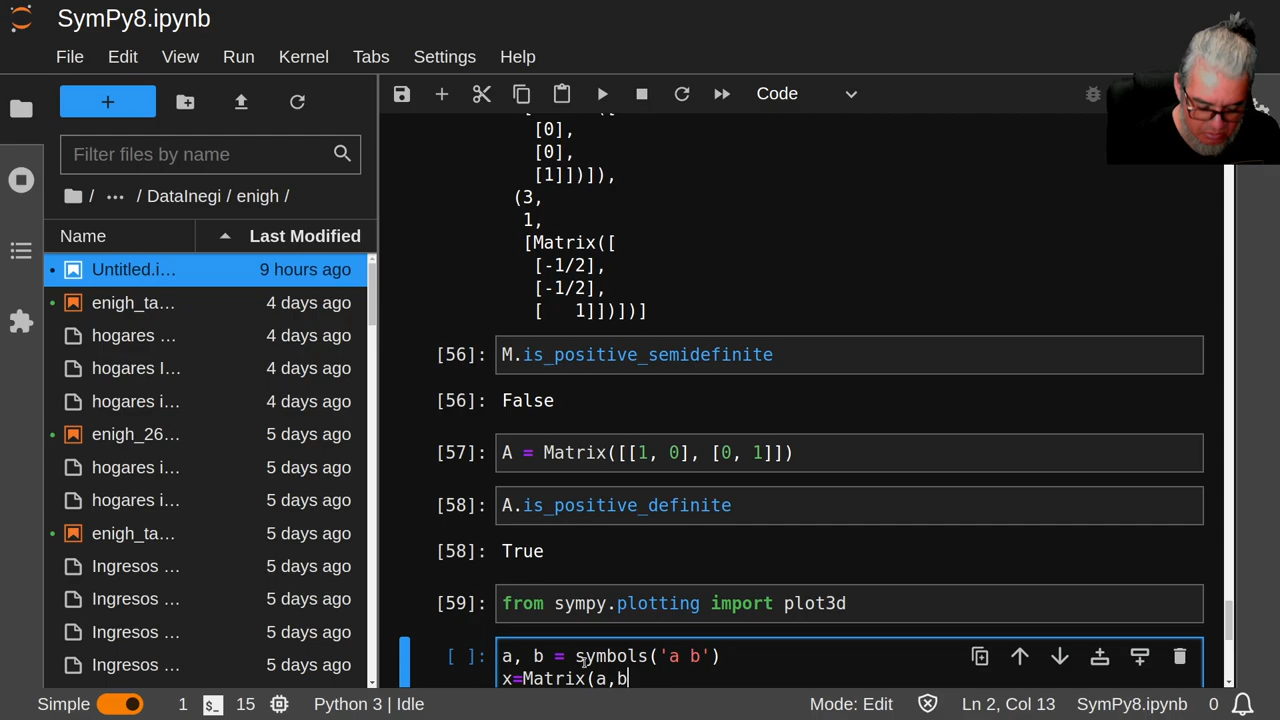 SymPy8.ipynb
File Edit View Run Kernel Tabs Settings Help
Code
Filter files by name
/ ... / DataInegi / enigh /
Name Last Modified
Untitled.i... 9 hours ago
enigh_ta... 4 days ago
hogares ... 4 days ago
hogares I... 4 days ago
hogares i... 4 days ago
enigh_26... 5 days ago
hogares i... 5 days ago
hogares i... 5 days ago
enigh_ta... 5 days ago
Ingresos ... 5 days ago
Ingresos ... 5 days ago
Ingresos ... 5 days ago
Ingresos ... 5 days ago
[0],
[0],
[1]])]),
(3,
1,
[Matrix([
[-1/2],
[-1/2],
[ 1]])])]
[56]: M.is_positive_semidefinite
[56]: False
[57]: A = Matrix([[1, 0], [0, 1]])
[58]: A.is_positive_definite
[58]: True
[59]: from sympy.plotting import plot3d
[ ]: a, b = symbols('a b')
x=Matrix(a,b
Simple 1 15 Python 3 | Idle Mode: Edit Ln 2, Col 13 SymPy8.ipynb 0